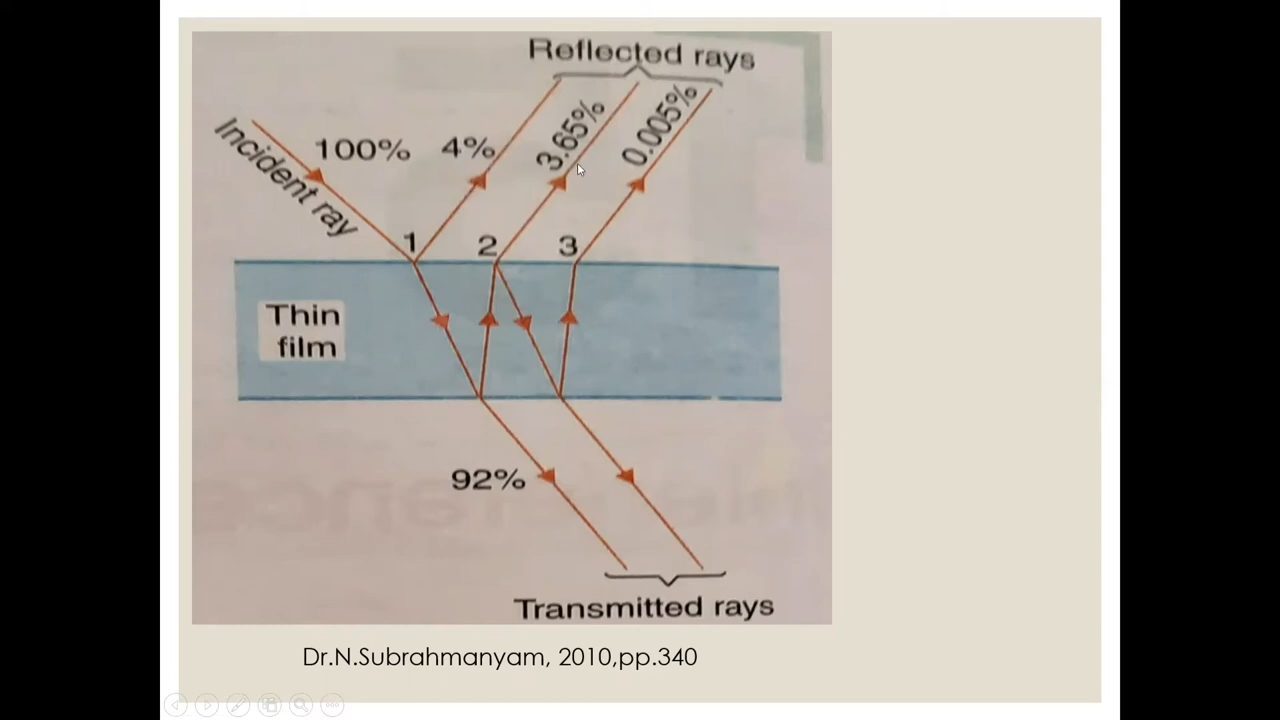 Reflected rays
Incident ray
100%
4%
3.65%
0.005%
1
2
3
Thin
film
92%
Transmitted rays
Dr.N.Subrahmanyam, 2010,pp.340